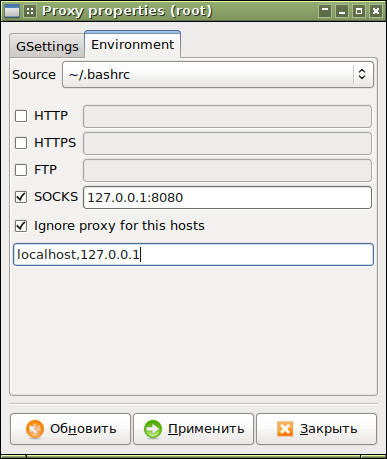 Proxy properties (root)
GSettings Environment
Source ~/.bashrc
HTTP
HTTPS
FTP
SOCKS 127.0.0.1:8080
Ignore proxy for this hosts
localhost,127.0.0.1
Обновить Применить Закрыть